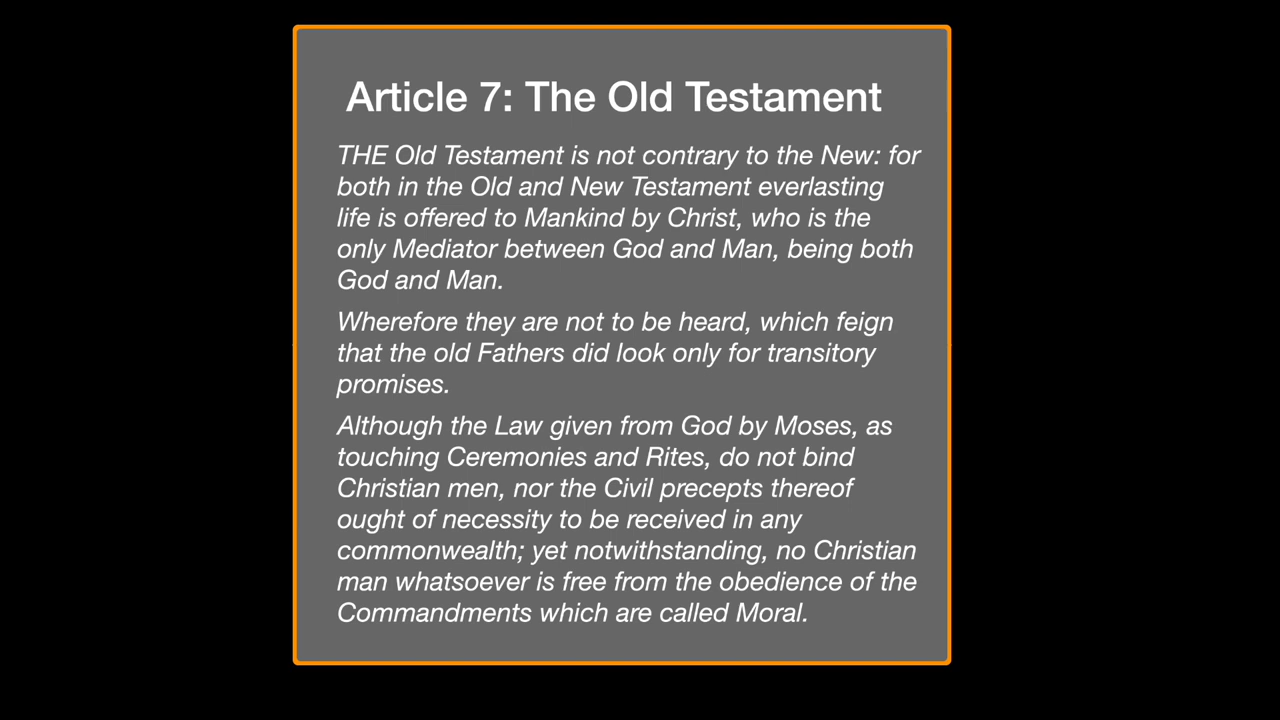 Article 7: The Old Testament
THE Old Testament is not contrary to the New: for
both in the Old and New Testament everlasting
life is offered to Mankind by Christ, who is the
only Mediator between God and Man, being both
God and Man.
Wherefore they are not to be heard, which feign
that the old Fathers did look only for transitory
promises.
Although the Law given from God by Moses, as
touching Ceremonies and Rites, do not bind
Christian men, nor the Civil precepts thereof
ought of necessity to be received in any
commonwealth; yet notwithstanding, no Christian
man whatsoever is free from the obedience of the
Commandments which are called Moral.